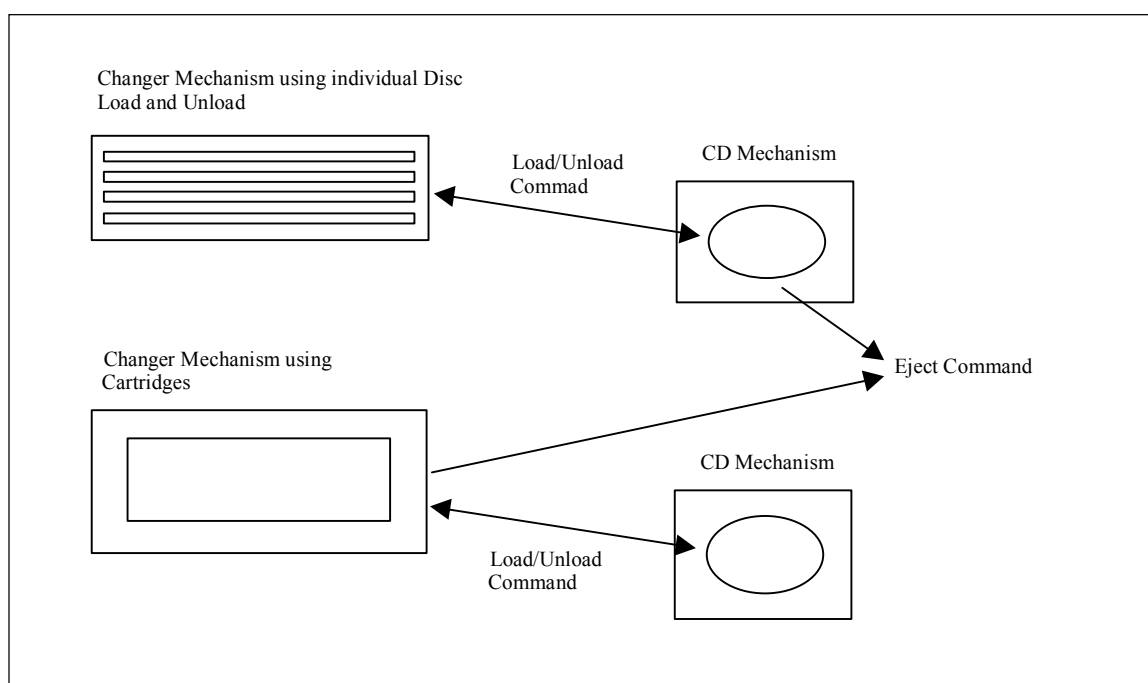 Changer Mechanism using individual Disc
Load and Unload
Load/Unload
Commad
CD Mechanism
Changer Mechanism using
Cartridges
Eject Command
CD Mechanism
Load/Unload
Command